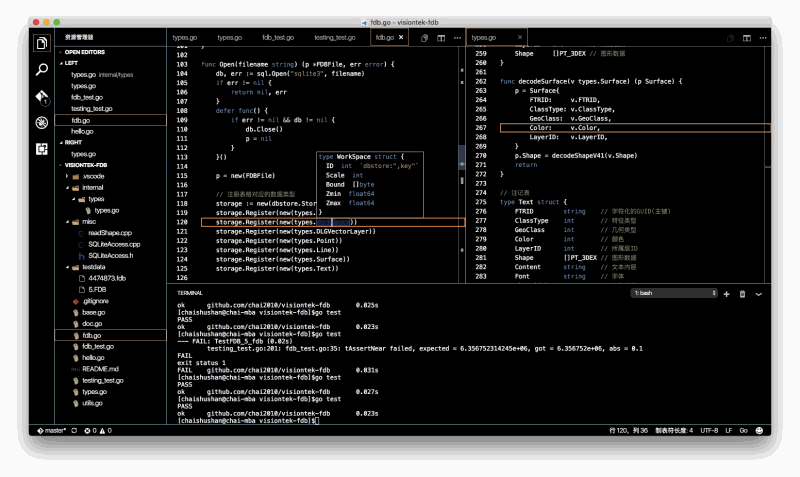 fdb.go - visiontek-fdb
资源管理器
OPEN EDITORS
LEFT
types.go internal/types
types.go
fdb_test.go
testing_test.go
fdb.go
hello.go
RIGHT
types.go
VISIONTEK-FDB
.vscode
internal
types
types.go
misc
readShape.cpp
SQLiteAccess.cpp
SQLiteAccess.h
testdata
4474873.fdb
5.FDB
.gitignore
base.go
doc.go
fdb.go
fdb_test.go
hello.go
README.md
testing_test.go
types.go
utils.go
types.go types.go fdb_test.go testing_test.go fdb.go
101 }
102
103 func Open(filename string) (p *FDBFile, err error) {
104 db, err := sql.Open("sqlite3", filename)
105 if err != nil {
106 return nil, err
107 }
108 defer func() {
109 if err != nil && db != nil {
110 db.Close()
111 p = nil
112 }
113 }()
114
115 p = new(FDBFile)
116
117 // 注册表格对应的数据类型
118 storage := new(dbstore.Stor
119 storage.Register(new(types.
120 storage.Register(new(types.
121 storage.Register(new(types.DLGVectorLayer))
122 storage.Register(new(types.Point))
123 storage.Register(new(types.Line))
124 storage.Register(new(types.Surface))
125 storage.Register(new(types.Text))
126
type WorkSpace struct {
ID int `dbstore:",key"`
Scale int
Bound []byte
Zmin float64
Zmax float64
}
types.go
259 Shape []PT_3DEX // 图形数据
260 }
261
262 func decodeSurface(v types.Surface) (p Surface) {
263 p = Surface{
264 FTRID: v.FTRID,
265 ClassType: v.ClassType,
266 GeoClass: v.GeoClass,
267 Color: v.Color,
268 LayerID: v.LayerID,
269 }
270 p.Shape = decodeShapeV41(v.Shape)
271 return
272 }
273
274 // 注记表
275 type Text struct {
276 FTRID string // 字符化的GUID(主键)
277 ClassType int // 特征类型
278 GeoClass int // 几何类型
279 Color int // 颜色
280 LayerID int // 所属层ID
281 Shape []PT_3DEX // 图形数据
282 Content string // 文本内容
283 Font string // 字体
TERMINAL
1: bash
ok github.com/chai2010/visiontek-fdb 0.025s
[chaishushan@chai-mba visiontek-fdb]$go test
PASS
ok github.com/chai2010/visiontek-fdb 0.023s
[chaishushan@chai-mba visiontek-fdb]$go test
--- FAIL: TestFDB_5_fdb (0.02s)
testing_test.go:201: fdb_test.go:35: tAssertNear failed, expected = 6.356752314245e+06, got = 6.356752e+06, abs = 0.1
FAIL
exit status 1
FAIL github.com/chai2010/visiontek-fdb 0.031s
[chaishushan@chai-mba visiontek-fdb]$go test
PASS
ok github.com/chai2010/visiontek-fdb 0.027s
[chaishushan@chai-mba visiontek-fdb]$go test
PASS
ok github.com/chai2010/visiontek-fdb 0.023s
[chaishushan@chai-mba visiontek-fdb]$
master* 0 0 行 120，列 36 制表符长度: 4 UTF-8 LF Go